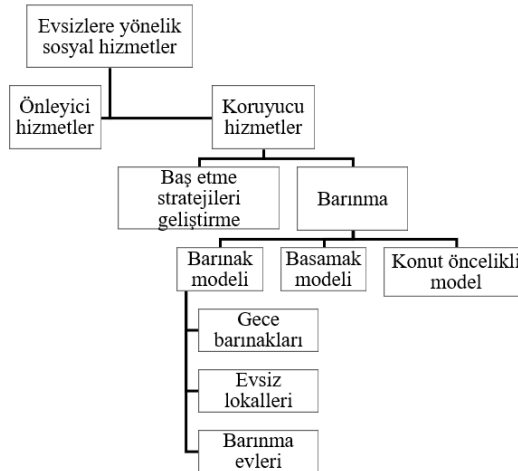 Evsizlere yönelik
sosyal hizmetler
Önleyici
hizmetler
Koruyucu
hizmetler
Baş etme
stratejileri
geliştirme
Barınma
Barınak
modeli
Basamak
modeli
Konut öncelikli
model
Gece
barınakları
Evsiz
lokalleri
Barınma
evleri